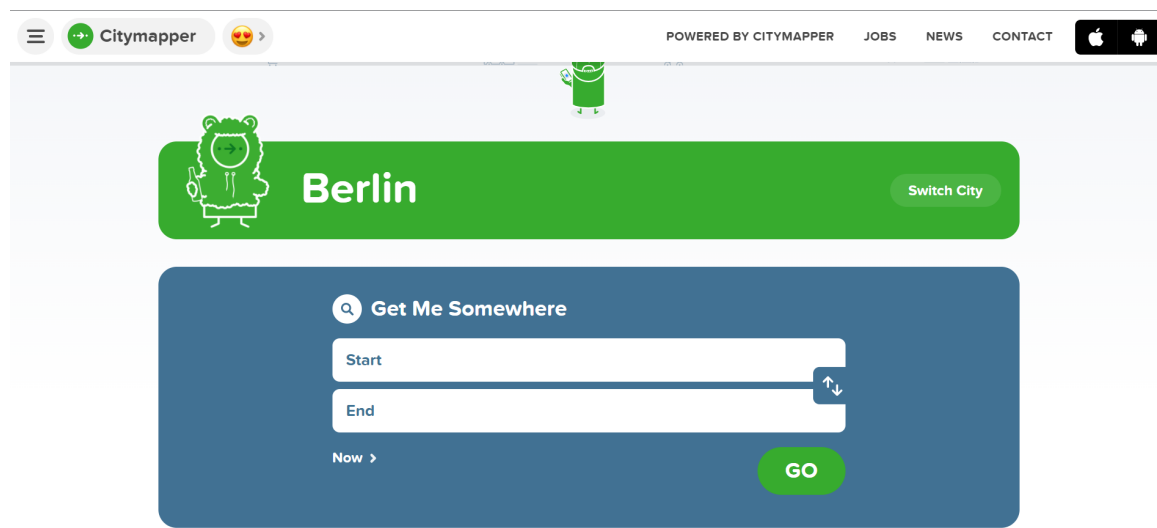 Citymapper
POWERED BY CITYMAPPER JOBS NEWS CONTACT
Berlin
Switch City
Get Me Somewhere
Start
End
Now
GO